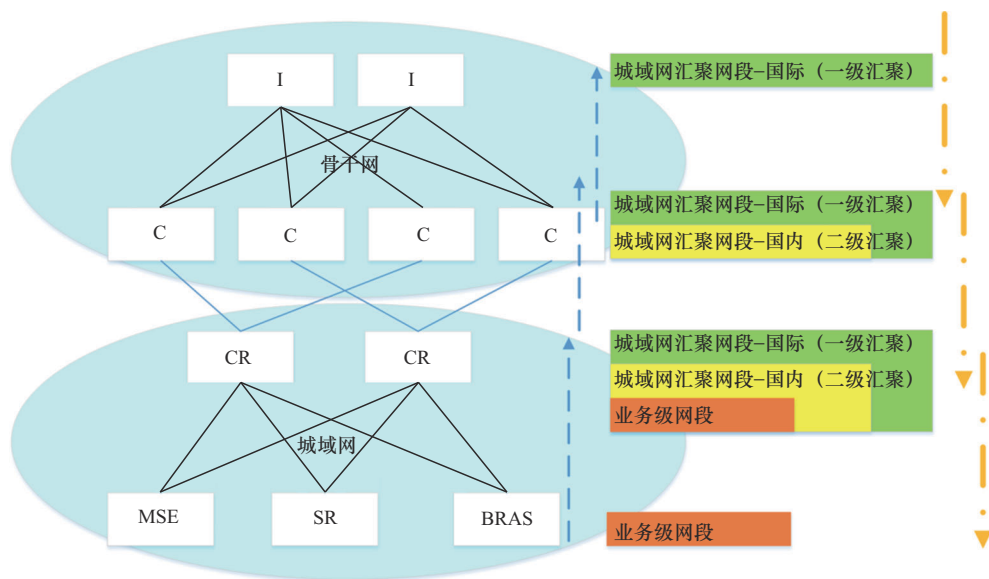 I
I
城域网汇聚网段–国际（一级汇聚）
骨干网
C
C
C
C
城域网汇聚网段–国际（一级汇聚）
城域网汇聚网段–国内（二级汇聚）
CR
CR
城域网汇聚网段–国际（一级汇聚）
城域网汇聚网段–国内（二级汇聚）
业务级网段
城域网
MSE
SR
BRAS
业务级网段